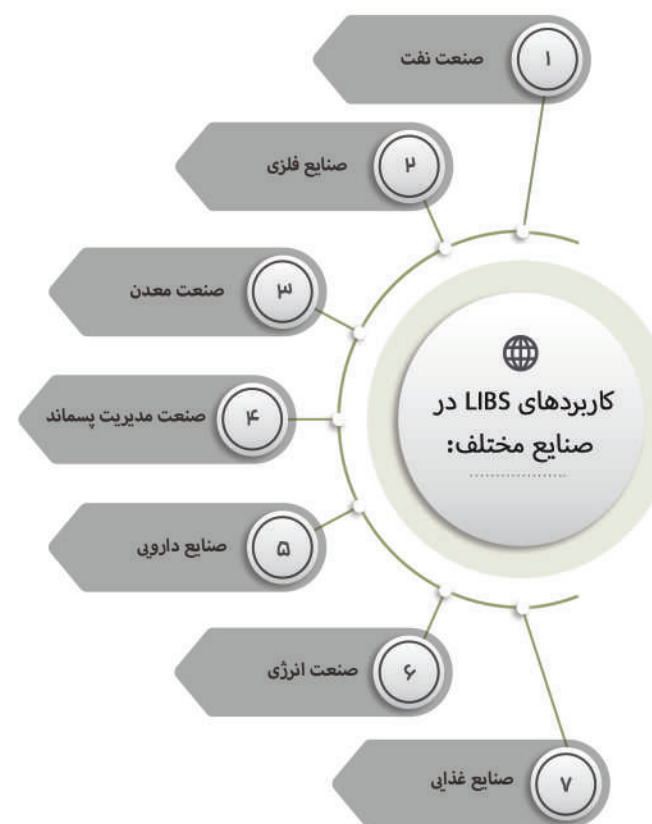 کاربردهای LIBS در
صنایع مختلف:
۱
صنعت نفت
۲
صنایع فلزی
۳
صنعت معدن
۴
صنعت مدیریت پسماند
۵
صنایع دارویی
۶
صنعت انرژی
۷
صنایع غذایی